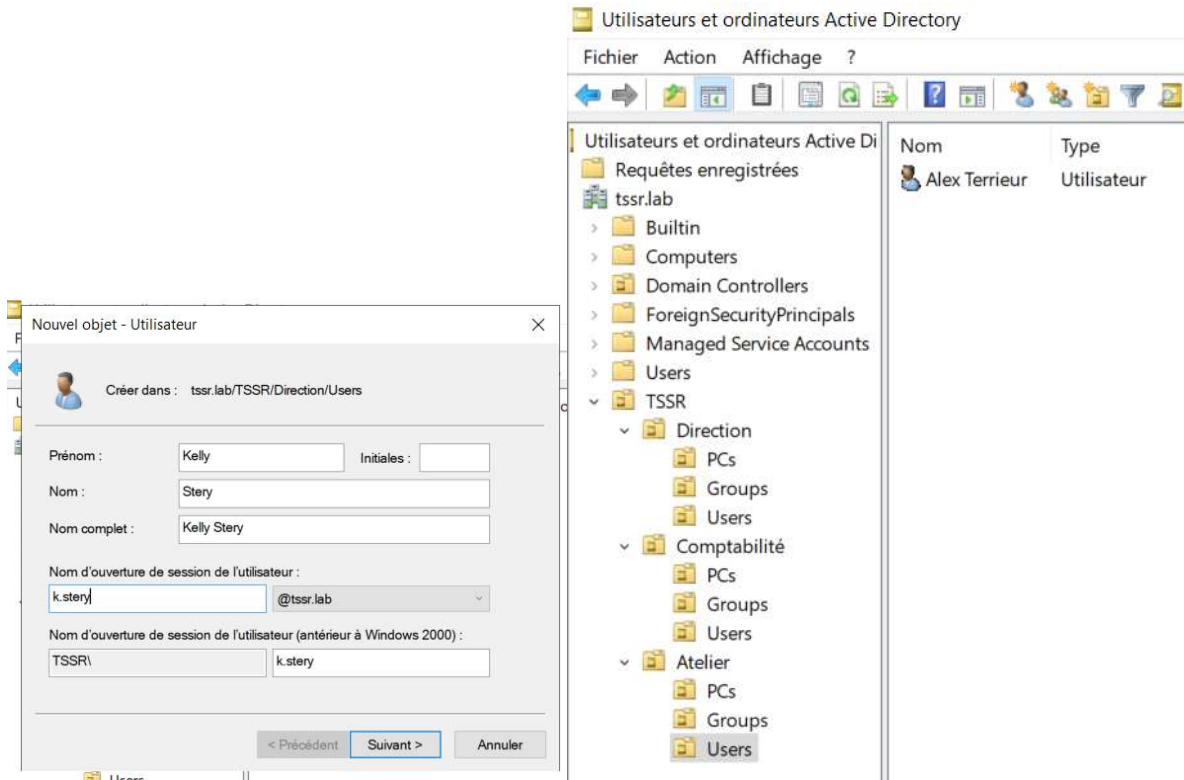 Utilisateurs et ordinateurs Active Directory
Fichier Action Affichage ?
Utilisateurs et ordinateurs Active Di
Requêtes enregistrées
tssr.lab
Builtin
Computers
Domain Controllers
ForeignSecurityPrincipals
Managed Service Accounts
Users
TSSR
Direction
PCs
Groups
Users
Comptabilité
PCs
Groups
Users
Atelier
PCs
Groups
Users
Nom Type
Alex Terrieur Utilisateur
Nouvel objet - Utilisateur
Créer dans : tssr.lab/TSSR/Direction/Users
Prénom : Kelly Initiales :
Nom : Stery
Nom complet : Kelly Stery
Nom d'ouverture de session de l'utilisateur :
k.stery @tssr.lab
Nom d'ouverture de session de l'utilisateur (antérieur à Windows 2000) :
TSSR\ k.stery
< Précédent Suivant > Annuler
Users